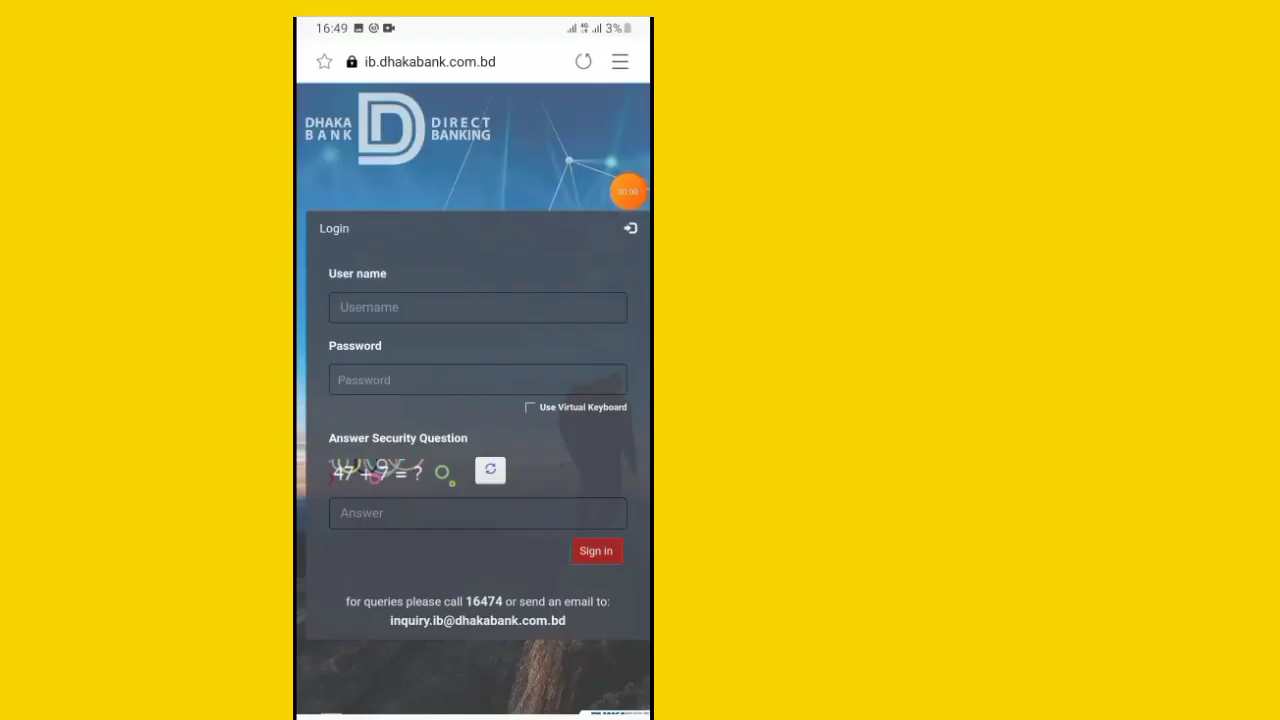 16:49 4G 3%
ib.dhakabank.com.bd
DHAKA BANK DIRECT BANKING
00:00
Login
User name
Username
Password
Password
Use Virtual Keyboard
Answer Security Question
47 + 7 = ?
Answer
Sign in
for queries please call 16474 or send an email to:
inquiry.ib@dhakabank.com.bd